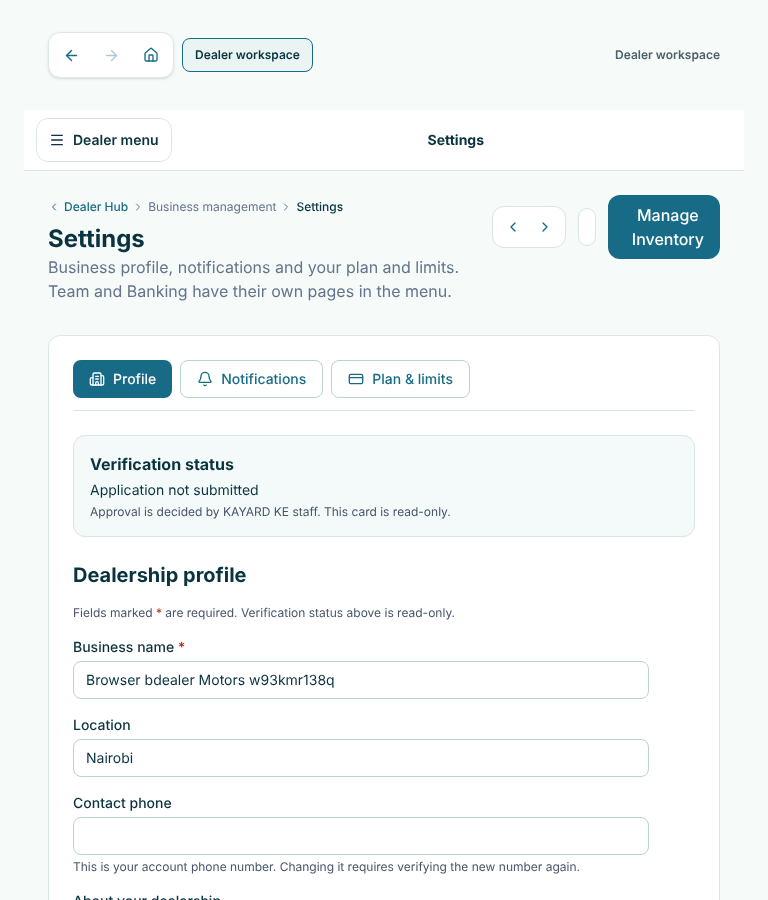 Dealer workspace
Dealer workspace
Dealer menu
Settings
Dealer Hub
Business management
Settings
Settings
Business profile, notifications and your plan and limits.
Team and Banking have their own pages in the menu.
Manage
Inventory
Profile
Notifications
Plan & limits
Verification status
Application not submitted
Approval is decided by KAYARD KE staff. This card is read-only.
Dealership profile
Fields marked * are required. Verification status above is read-only.
Business name *
Browser bdealer Motors w93kmr138q
Location
Nairobi
Contact phone
This is your account phone number. Changing it requires verifying the new number again.
About your dealership